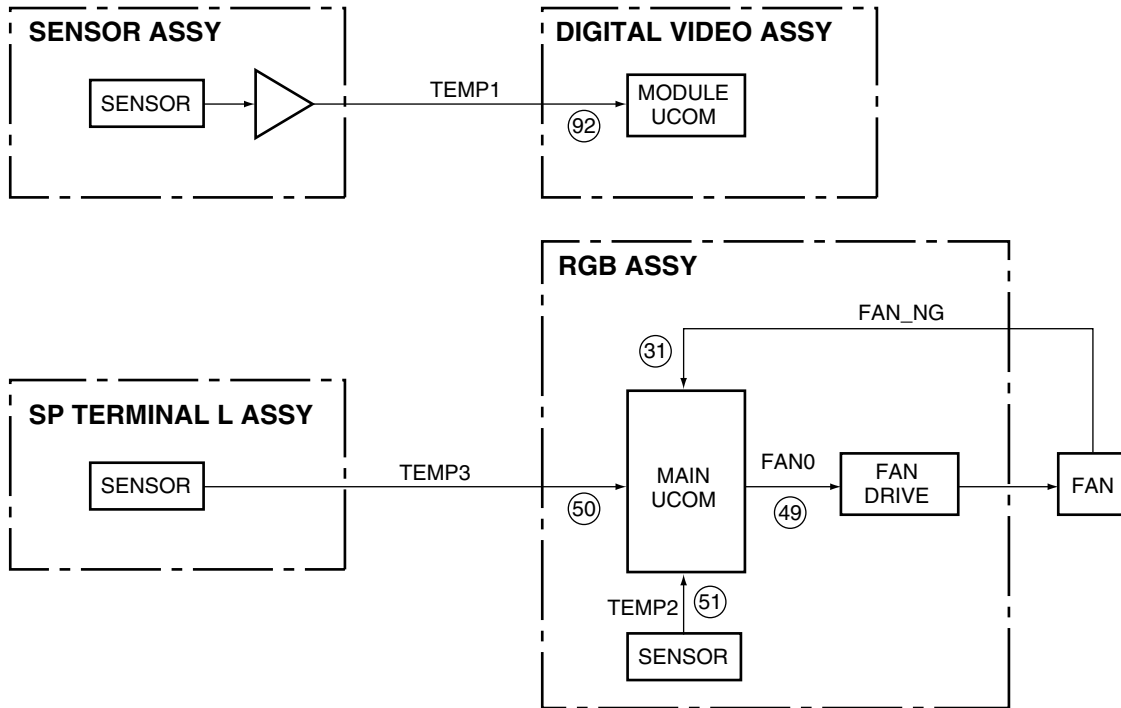 SENSOR ASSY
SENSOR
TEMP1
92
DIGITAL VIDEO ASSY
MODULE
UCOM
RGB ASSY
FAN_NG
31
SP TERMINAL L ASSY
SENSOR
TEMP3
50
MAIN
UCOM
FAN0
49
FAN
DRIVE
FAN
TEMP2
51
SENSOR